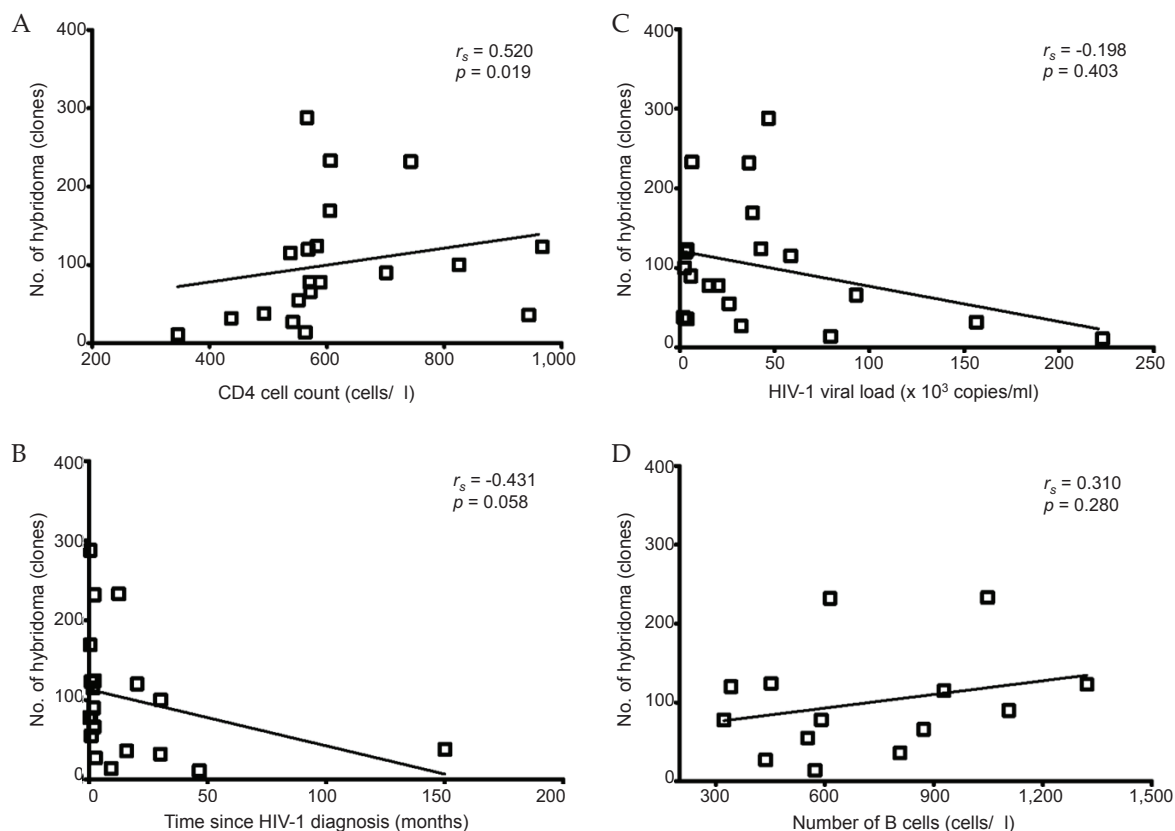 A
400
300
200
100
0
No. of hybridoma (clones)
r_s = 0.520
p = 0.019
200 400 600 800 1,000
CD4 cell count (cells/ l)
B
400
300
200
100
0
No. of hybridoma (clones)
r_s = -0.431
p = 0.058
0 50 100 150 200
Time since HIV-1 diagnosis (months)
C
400
300
200
100
0
No. of hybridoma (clones)
r_s = -0.198
p = 0.403
0 50 100 150 200 250
HIV-1 viral load (x 10³ copies/ml)
D
400
300
200
100
0
No. of hybridoma (clones)
r_s = 0.310
p = 0.280
300 600 900 1,200 1,500
Number of B cells (cells/ l)